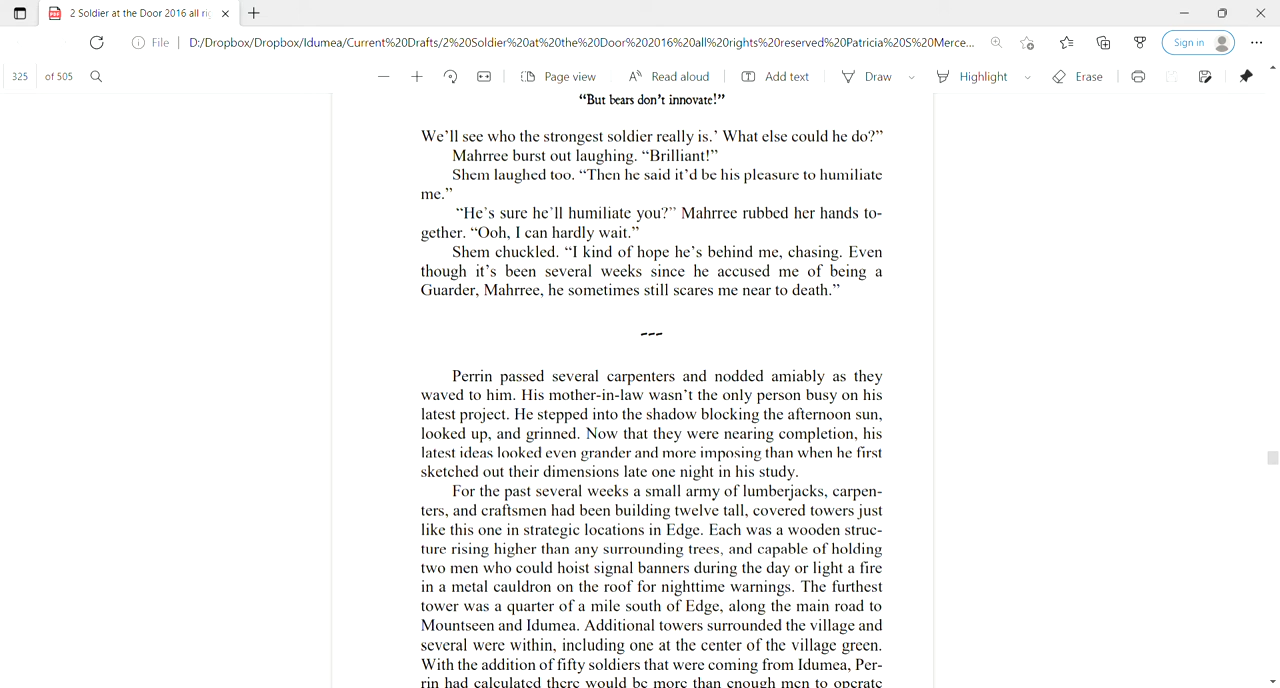 2 Soldier at the Door 2016 all ri
File
D:/Dropbox/Dropbox/Idumea/Current%20Drafts/2%20Soldier%20at%20the%20Door%202016%20all%20rights%20reserved%20Patricia%20S%20Merce...
Sign in
325 of 505
Page view
Read aloud
Add text
Draw
Highlight
Erase
“But bears don’t innovate!”
We’ll see who the strongest soldier really is.’ What else could he do?”
Mahrree burst out laughing. “Brilliant!”
Shem laughed too. “Then he said it’d be his pleasure to humiliate
me.”
“He’s sure he’ll humiliate you?” Mahrree rubbed her hands to-
gether. “Ooh, I can hardly wait.”
Shem chuckled. “I kind of hope he’s behind me, chasing. Even
though it’s been several weeks since he accused me of being a
Guarder, Mahrree, he sometimes still scares me near to death.”
---
Perrin passed several carpenters and nodded amiably as they
waved to him. His mother-in-law wasn’t the only person busy on his
latest project. He stepped into the shadow blocking the afternoon sun,
looked up, and grinned. Now that they were nearing completion, his
latest ideas looked even grander and more imposing than when he first
sketched out their dimensions late one night in his study.
For the past several weeks a small army of lumberjacks, carpen-
ters, and craftsmen had been building twelve tall, covered towers just
like this one in strategic locations in Edge. Each was a wooden struc-
ture rising higher than any surrounding trees, and capable of holding
two men who could hoist signal banners during the day or light a fire
in a metal cauldron on the roof for nighttime warnings. The furthest
tower was a quarter of a mile south of Edge, along the main road to
Mountseen and Idumea. Additional towers surrounded the village and
several were within, including one at the center of the village green.
With the addition of fifty soldiers that were coming from Idumea, Per-
rin had calculated there would be more than enough men to operate